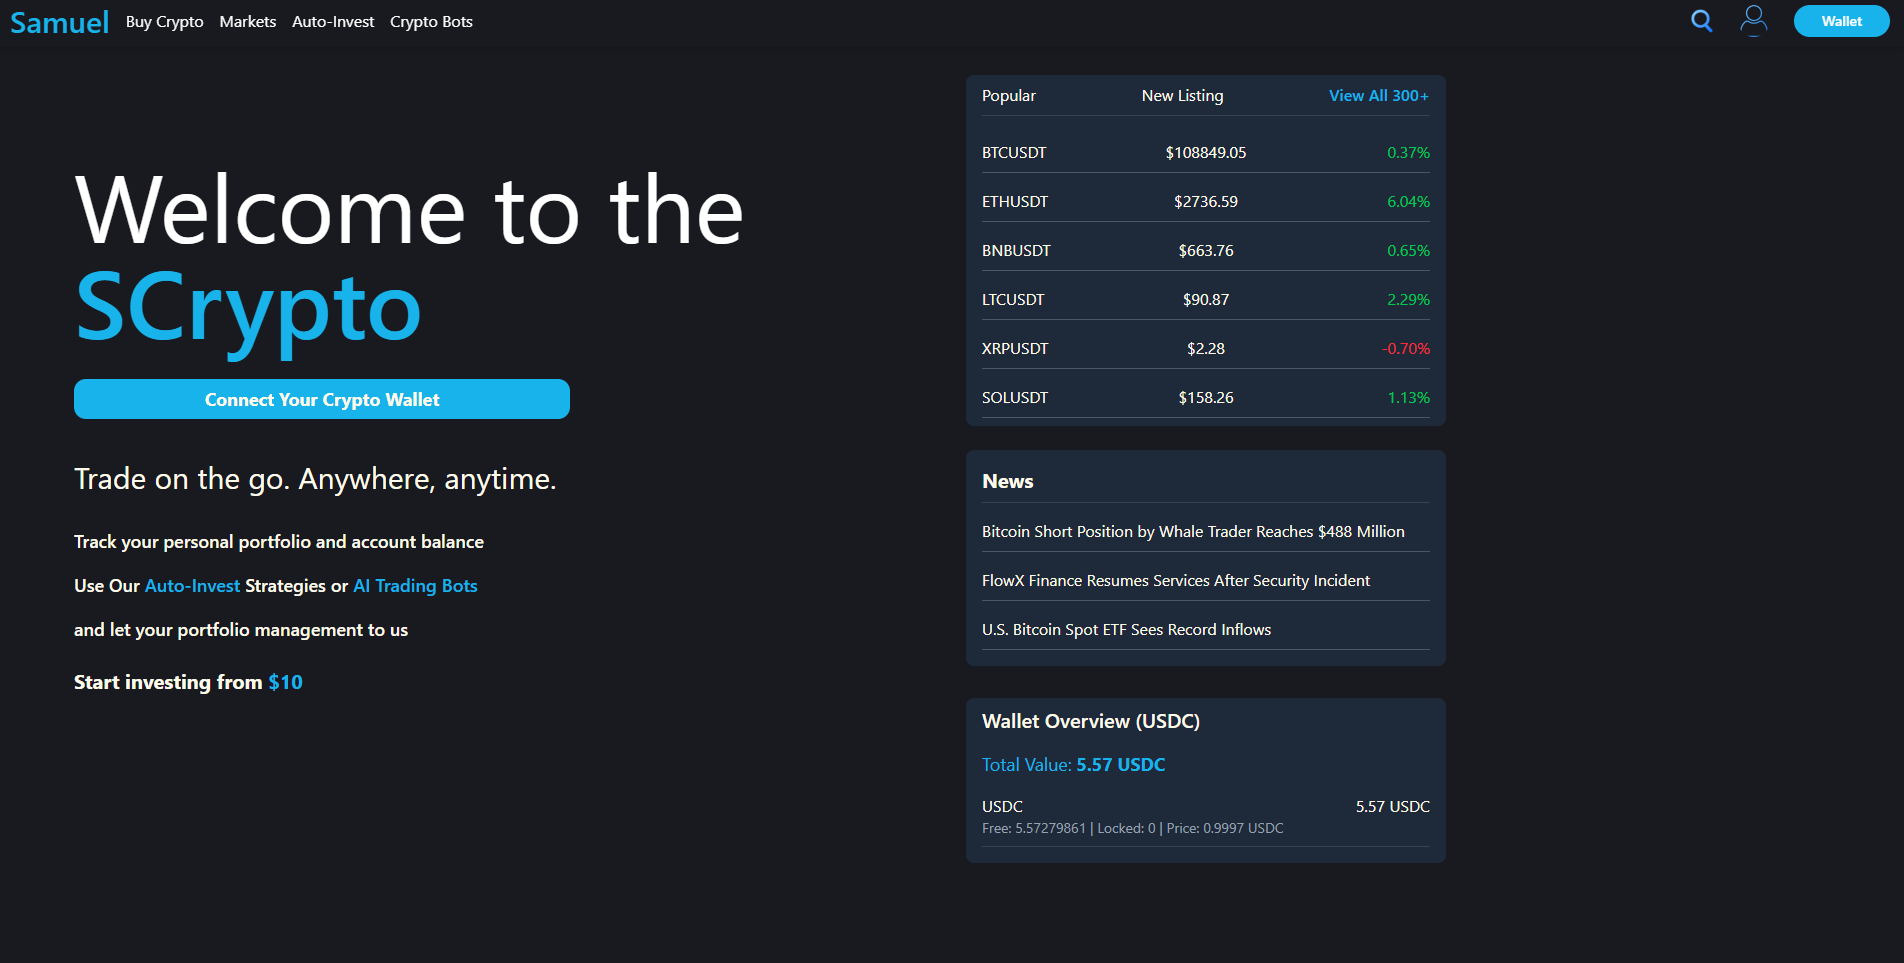 Samuel Buy Crypto Markets Auto-Invest Crypto Bots Wallet
Welcome to the
SCrypto
Connect Your Crypto Wallet
Trade on the go. Anywhere, anytime.
Track your personal portfolio and account balance
Use Our Auto-Invest Strategies or AI Trading Bots
and let your portfolio management to us
Start investing from $10
Popular New Listing View All 300+
BTCUSDT $108849.05 0.37%
ETHUSDT $2736.59 6.04%
BNBUSDT $663.76 0.65%
LTCUSDT $90.87 2.29%
XRPUSDT $2.28 -0.70%
SOLUSDT $158.26 1.13%
News
Bitcoin Short Position by Whale Trader Reaches $488 Million
FlowX Finance Resumes Services After Security Incident
U.S. Bitcoin Spot ETF Sees Record Inflows
Wallet Overview (USDC)
Total Value: 5.57 USDC
USDC 5.57 USDC
Free: 5.57279861 | Locked: 0 | Price: 0.9997 USDC